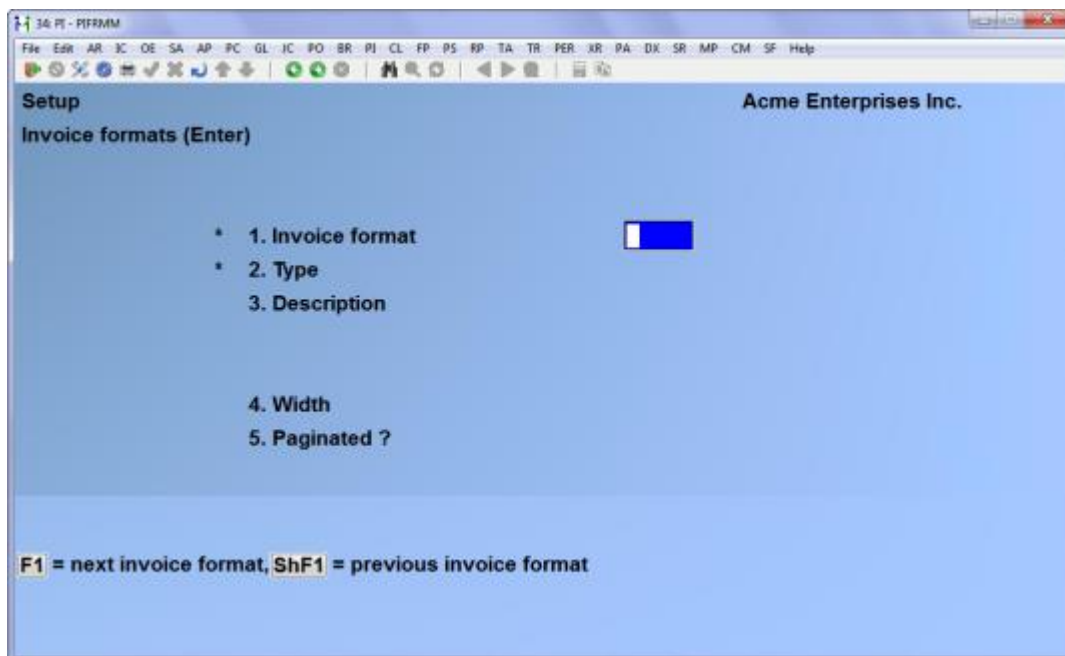 34: PI - PIFRMM
File Edit AR IC OE SA AP PC GL JC PO BR PJ CL FP PS RP TA TR PER XR PA DX SR MP CM SF Help
Setup
Acme Enterprises Inc.
Invoice formats (Enter)
* 1. Invoice format
* 2. Type
3. Description
4. Width
5. Paginated ?
F1 = next invoice format, ShF1 = previous invoice format